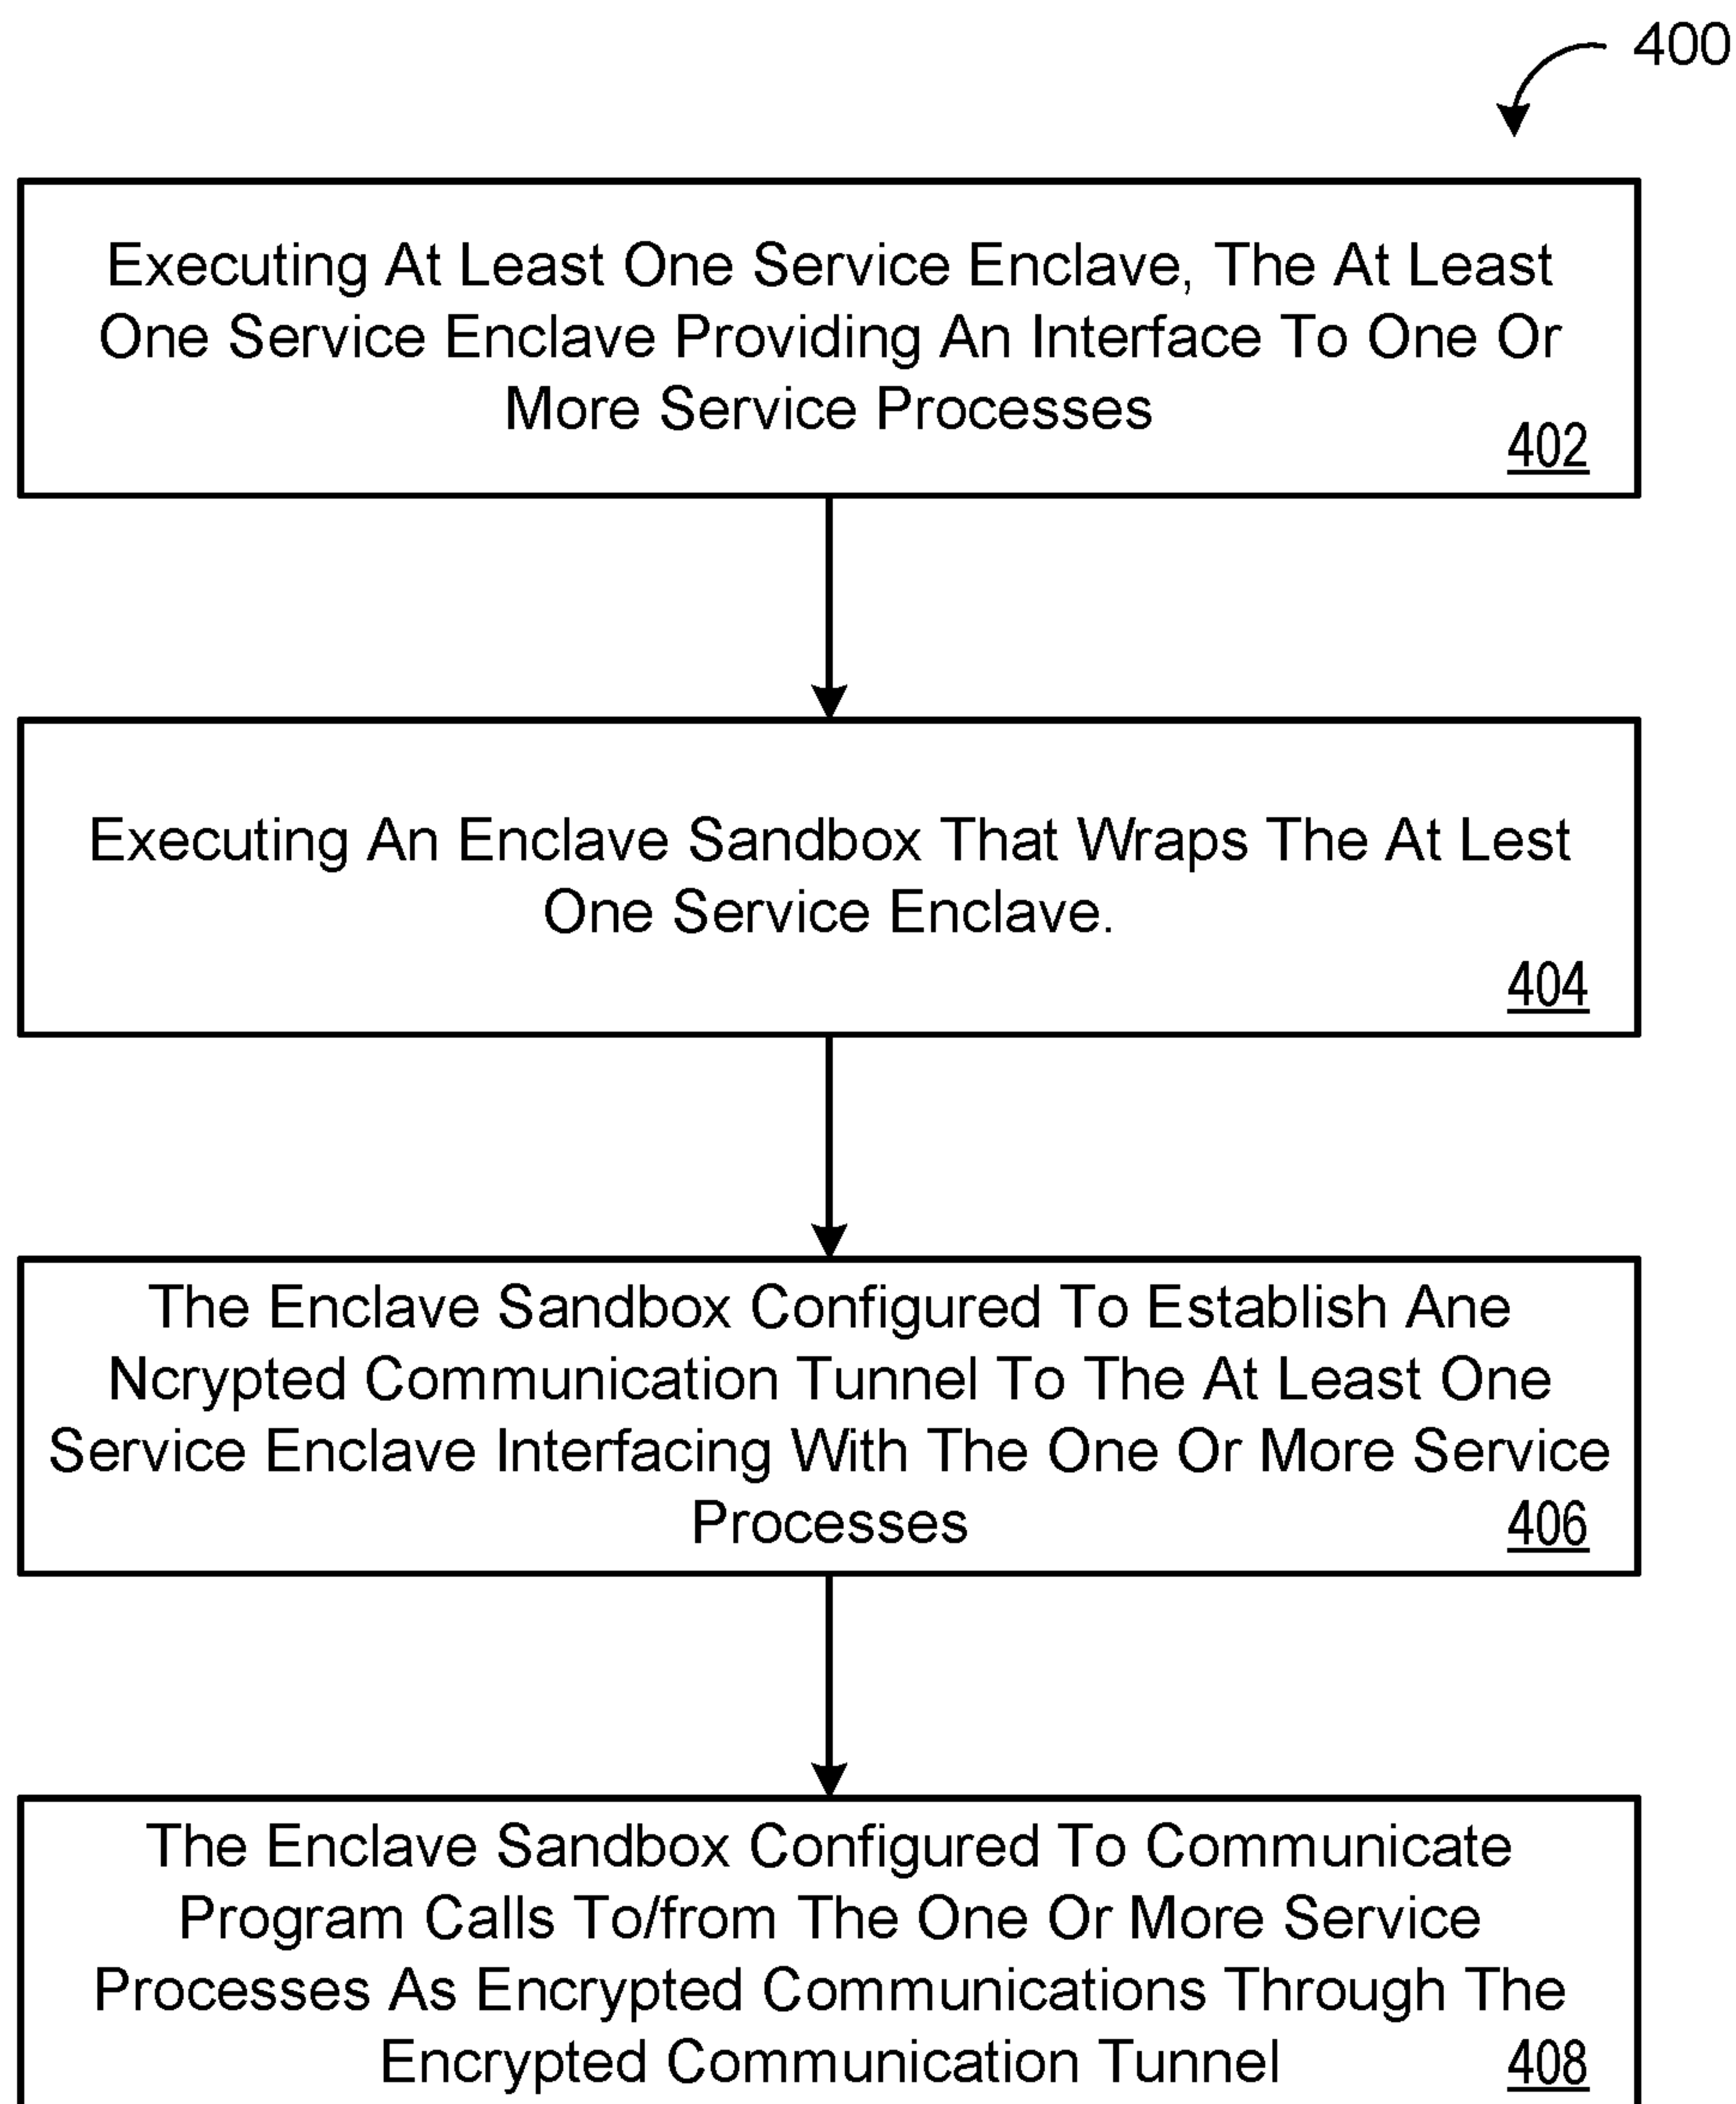 400
Executing At Least One Service Enclave, The At Least
One Service Enclave Providing An Interface To One Or
More Service Processes
402
Executing An Enclave Sandbox That Wraps The At Lest
One Service Enclave.
404
The Enclave Sandbox Configured To Establish Ane
Ncrypted Communication Tunnel To The At Least One
Service Enclave Interfacing With The One Or More Service
Processes 406
The Enclave Sandbox Configured To Communicate
Program Calls To/from The One Or More Service
Processes As Encrypted Communications Through The
Encrypted Communication Tunnel 408